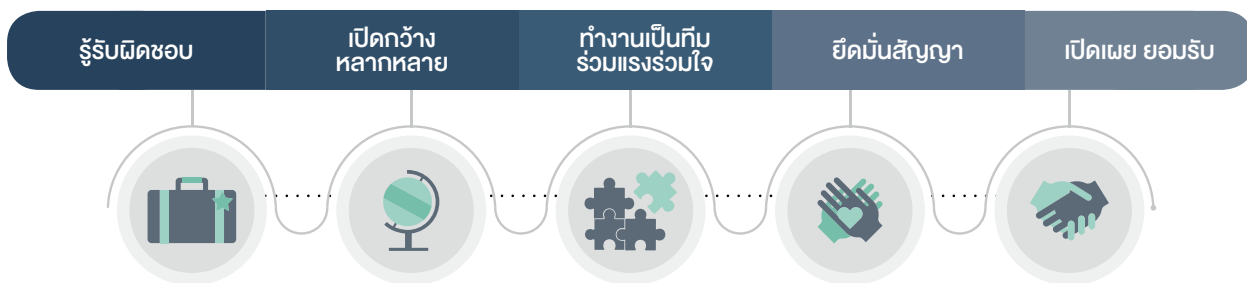 รู้รับผิดชอบ
เปิดกว้าง
หลากหลาย
ทำงานเป็นทีม
ร่วมแรงร่วมใจ
ยึดมั่นสัญญา
เปิดเผย ยอมรับ